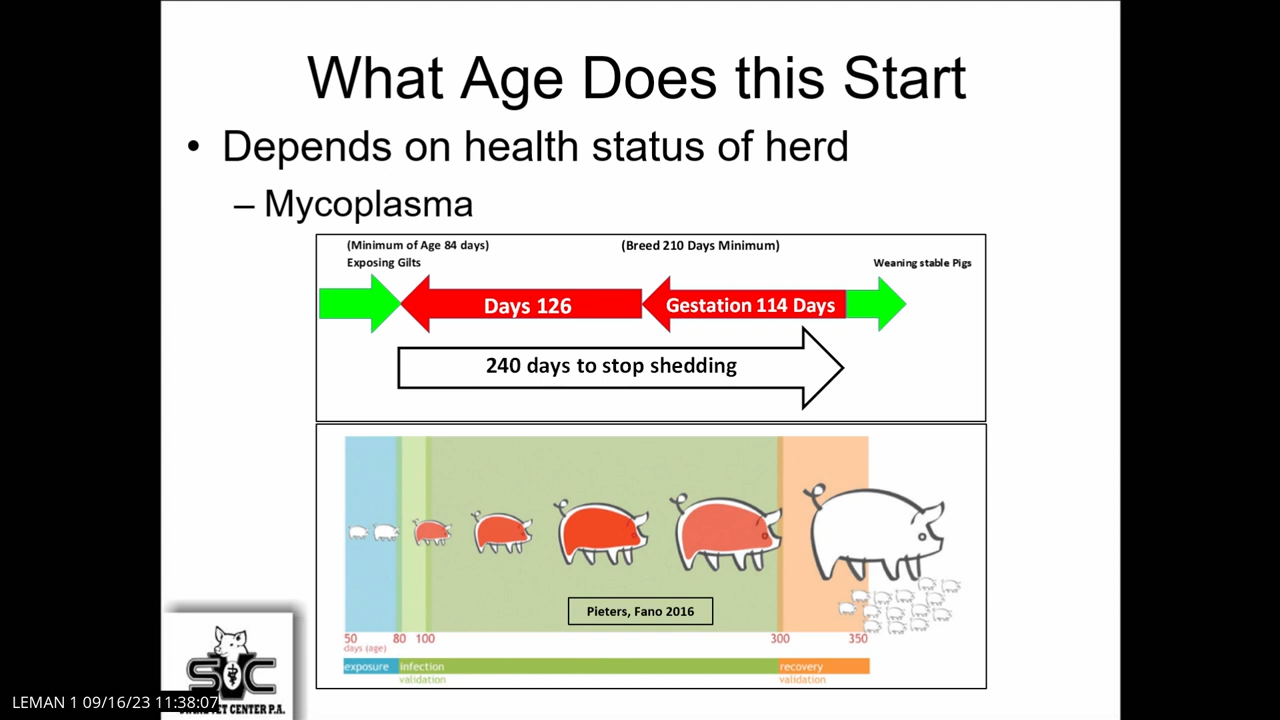 What Age Does this Start
• Depends on health status of herd
– Mycoplasma
(Minimum of Age 84 days)
Exposing Gilts
(Breed 210 Days Minimum)
Weaning stable Pigs
Days 126
Gestation 114 Days
240 days to stop shedding
Pieters, Fano 2016
50 80 100 300 350
days (age)
exposure infection recovery
validation validation
SVC
CENTER P.A.
LEMAN 1 09/16/23 11:38:07